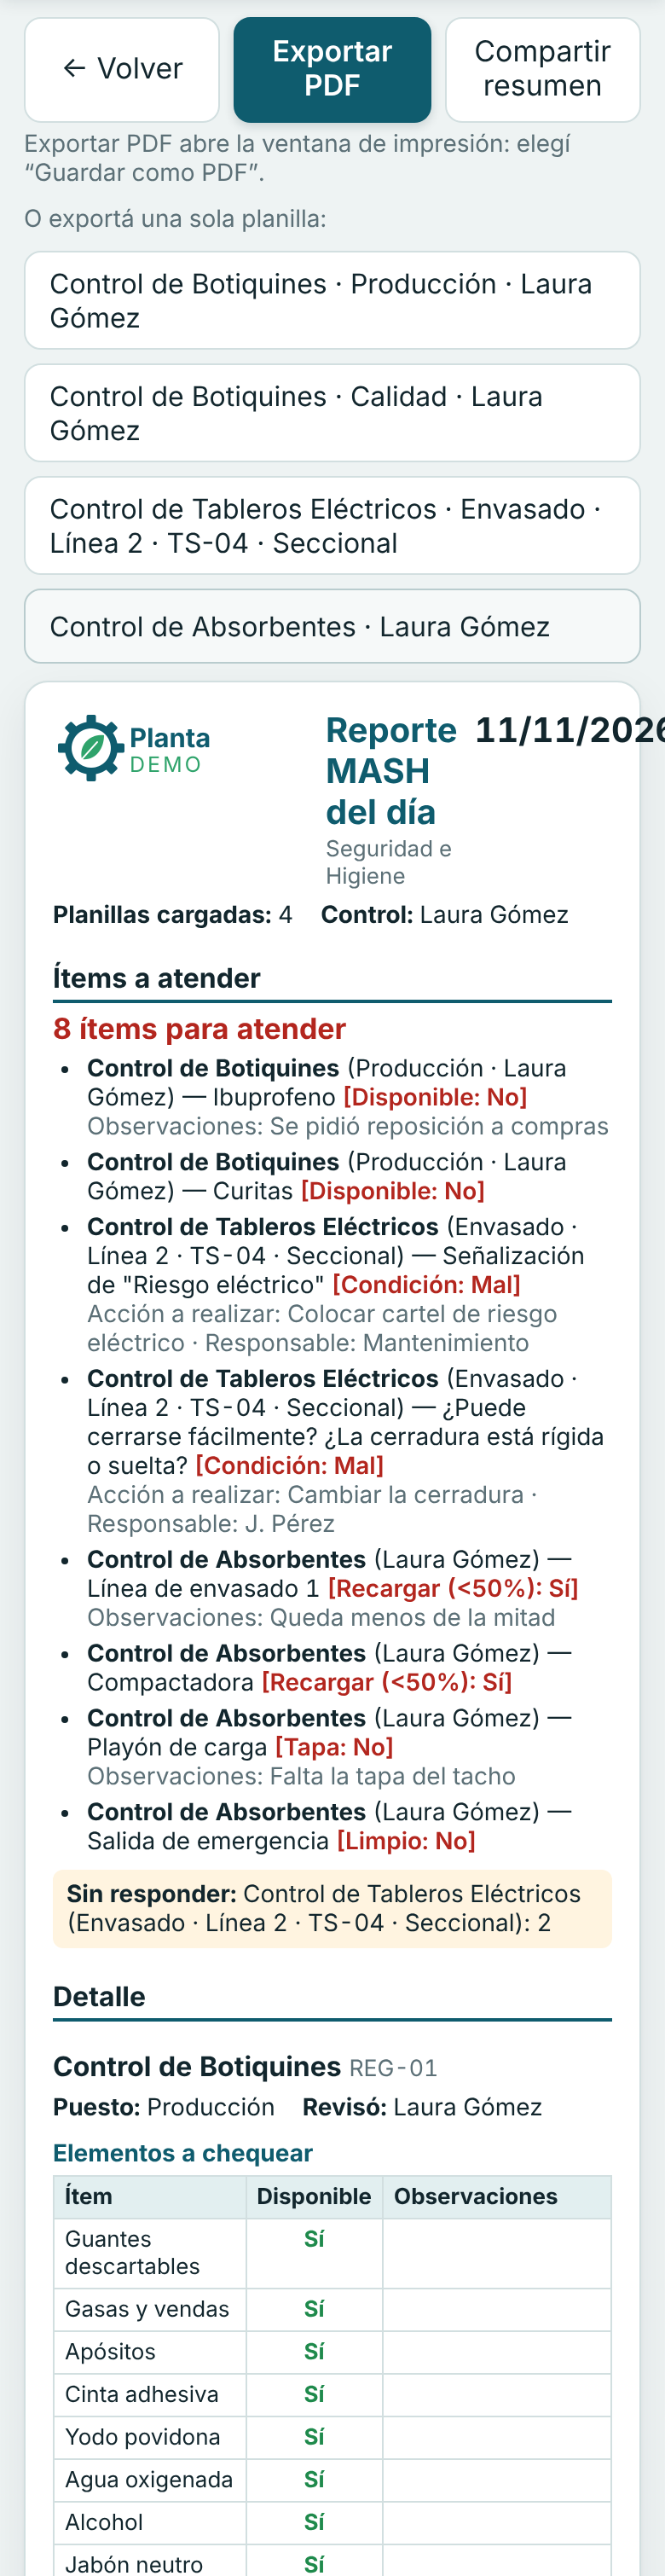 ← Volver
Exportar
PDF
Compartir
resumen
Exportar PDF abre la ventana de impresión: elegí
“Guardar como PDF”.
O exportá una sola planilla:
Control de Botiquines · Producción · Laura
Gómez
Control de Botiquines · Calidad · Laura
Gómez
Control de Tableros Eléctricos · Envasado ·
Línea 2 · TS-04 · Seccional
Control de Absorbentes · Laura Gómez
Planta
DEMO
Reporte
MASH
del día
Seguridad e
Higiene
11/11/2026
Planillas cargadas: 4 Control: Laura Gómez
Ítems a atender
8 ítems para atender
• Control de Botiquines (Producción · Laura
Gómez) — Ibuprofeno [Disponible: No]
Observaciones: Se pidió reposición a compras
• Control de Botiquines (Producción · Laura
Gómez) — Curitas [Disponible: No]
• Control de Tableros Eléctricos (Envasado ·
Línea 2 · TS-04 · Seccional) — Señalización
de "Riesgo eléctrico" [Condición: Mal]
Acción a realizar: Colocar cartel de riesgo
eléctrico · Responsable: Mantenimiento
• Control de Tableros Eléctricos (Envasado ·
Línea 2 · TS-04 · Seccional) — ¿Puede
cerrarse fácilmente? ¿La cerradura está rígida
o suelta? [Condición: Mal]
Acción a realizar: Cambiar la cerradura ·
Responsable: J. Pérez
• Control de Absorbentes (Laura Gómez) —
Línea de envasado 1 [Recargar (<50%): Sí]
Observaciones: Queda menos de la mitad
• Control de Absorbentes (Laura Gómez) —
Compactadora [Recargar (<50%): Sí]
• Control de Absorbentes (Laura Gómez) —
Playón de carga [Tapa: No]
Observaciones: Falta la tapa del tacho
• Control de Absorbentes (Laura Gómez) —
Salida de emergencia [Limpio: No]
Sin responder: Control de Tableros Eléctricos
(Envasado · Línea 2 · TS-04 · Seccional): 2
Detalle
Control de Botiquines REG-01
Puesto: Producción Revisó: Laura Gómez
Elementos a chequear
Ítem Disponible Observaciones
Guantes
descartables Sí
Gasas y vendas Sí
Apósitos Sí
Cinta adhesiva Sí
Yodo povidona Sí
Agua oxigenada Sí
Alcohol Sí
Jabón neutro Sí